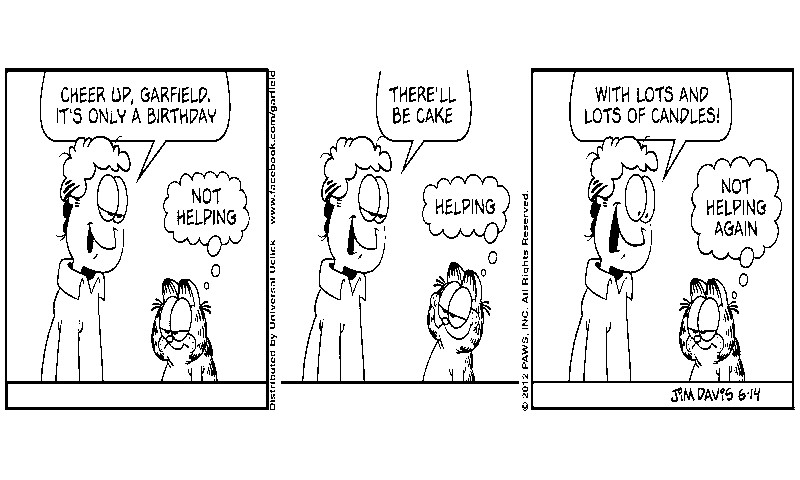 CHEER UP, GARFIELD.
IT'S ONLY A BIRTHDAY
NOT
HELPING
Distributed by Universal Uclick www.facebook.com/garfield
THERE'LL
BE CAKE
HELPING
© 2012 PAWS, INC. All Rights Reserved.
WITH LOTS AND
LOTS OF CANDLES!
NOT
HELPING
AGAIN
JIM DAVIS 6·14